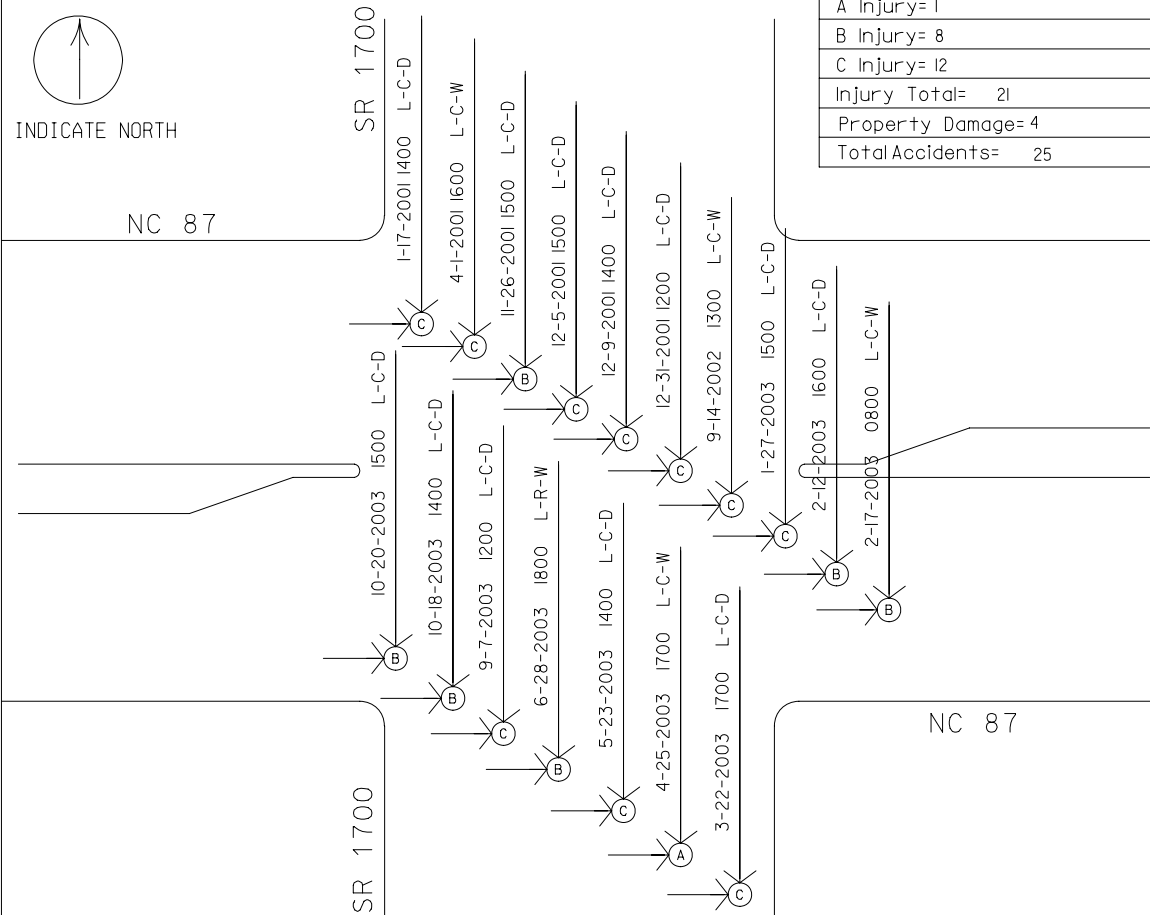 INDICATE NORTH
SR 1700
NC 87
A Injury= 1
B Injury= 8
C Injury= 12
Injury Total= 21
Property Damage= 4
Total Accidents= 25
1-17-2001 1400 L-C-D
C
4-1-2001 1600 L-C-W
C
11-26-2001 1500 L-C-D
B
12-5-2001 1500 L-C-D
C
12-9-2001 1400 L-C-D
C
12-31-2001 1200 L-C-D
C
9-14-2002 1300 L-C-W
C
1-27-2003 1500 L-C-D
C
2-12-2003 1600 L-C-D
B
2-17-2003 0800 L-C-W
B
10-20-2003 1500 L-C-D
B
10-18-2003 1400 L-C-D
B
9-7-2003 1200 L-C-D
C
6-28-2003 1800 L-R-W
B
5-23-2003 1400 L-C-D
C
4-25-2003 1700 L-C-W
A
3-22-2003 1700 L-C-D
C
NC 87
SR 1700